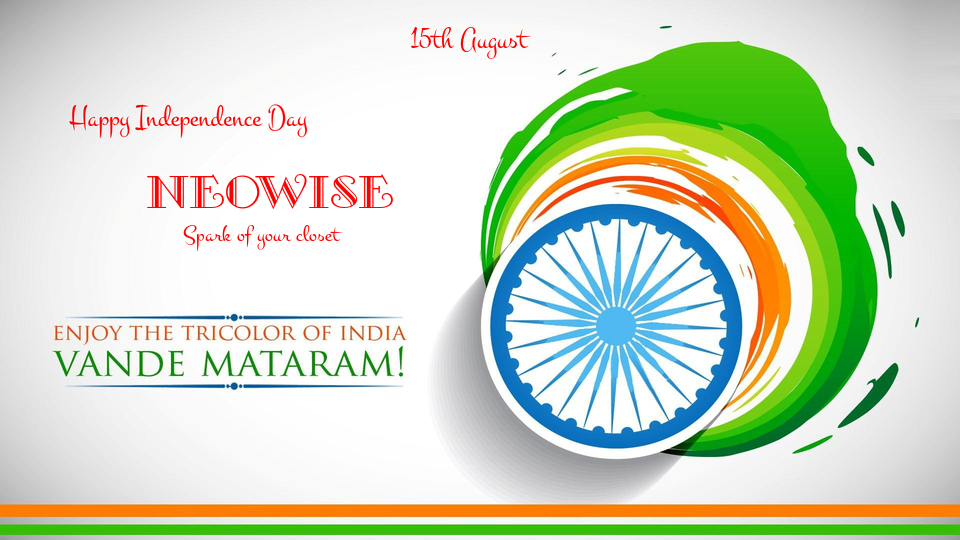 15th August
Happy Independence Day
NEOWISE
Spark of your closet
ENJOY THE TRICOLOR OF INDIA
VANDE MATARAM!